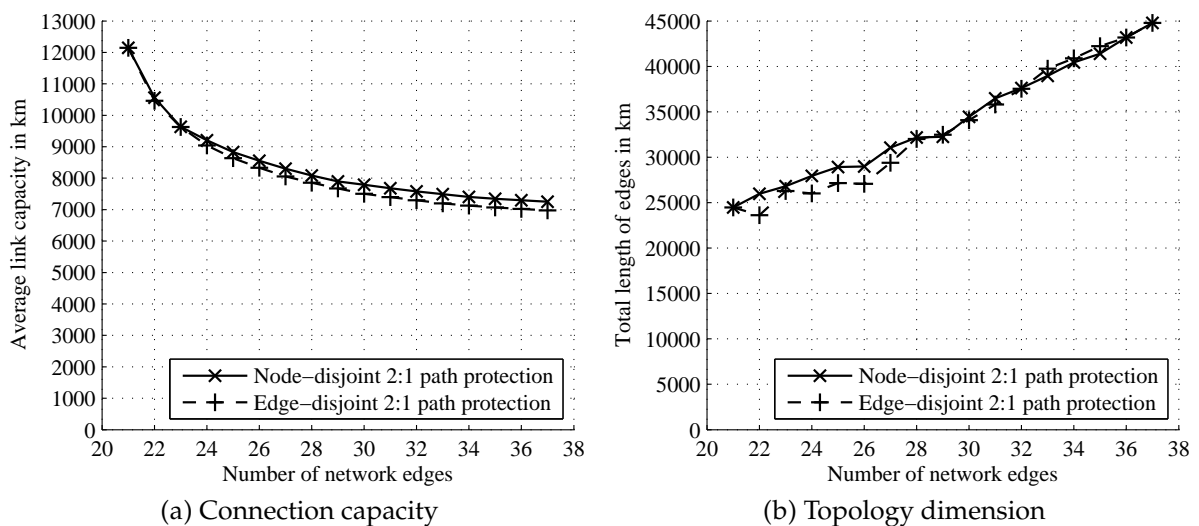 13000
12000
11000
10000
9000
8000
7000
6000
5000
4000
3000
2000
1000
0
20 22 24 26 28 30 32 34 36 38
Average link capacity in km
Number of network edges
Node−disjoint 2:1 path protection
Edge−disjoint 2:1 path protection
(a) Connection capacity
45000
40000
35000
30000
25000
20000
15000
10000
5000
0
20 22 24 26 28 30 32 34 36 38
Total length of edges in km
Number of network edges
Node−disjoint 2:1 path protection
Edge−disjoint 2:1 path protection
(b) Topology dimension